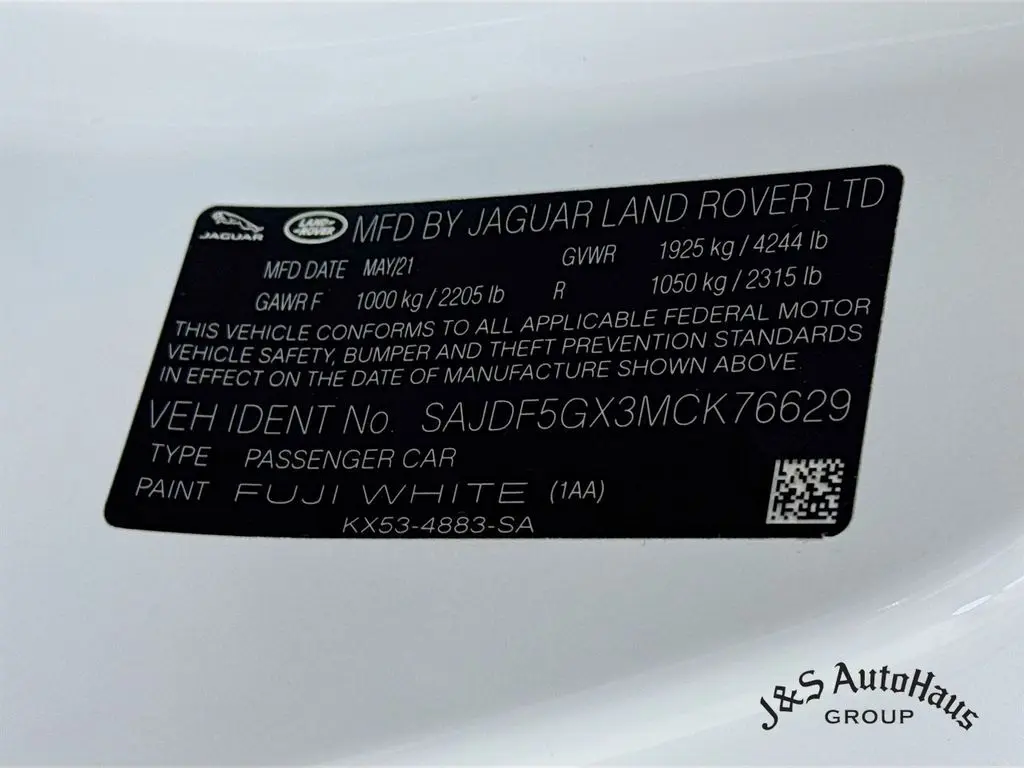 JAGUAR LAND ROVER MFD BY JAGUAR LAND ROVER LTD
MFD DATE MAY/21 GVWR 1925 kg / 4244 lb
GAWR F 1000 kg / 2205 lb R 1050 kg / 2315 lb
THIS VEHICLE CONFORMS TO ALL APPLICABLE FEDERAL MOTOR
VEHICLE SAFETY, BUMPER AND THEFT PREVENTION STANDARDS
IN EFFECT ON THE DATE OF MANUFACTURE SHOWN ABOVE.
VEH IDENT No. SAJDF5GX3MCK76629
TYPE PASSENGER CAR
PAINT FUJI WHITE (1AA)
KX53-4883-SA
J&S AutoHaus
GROUP